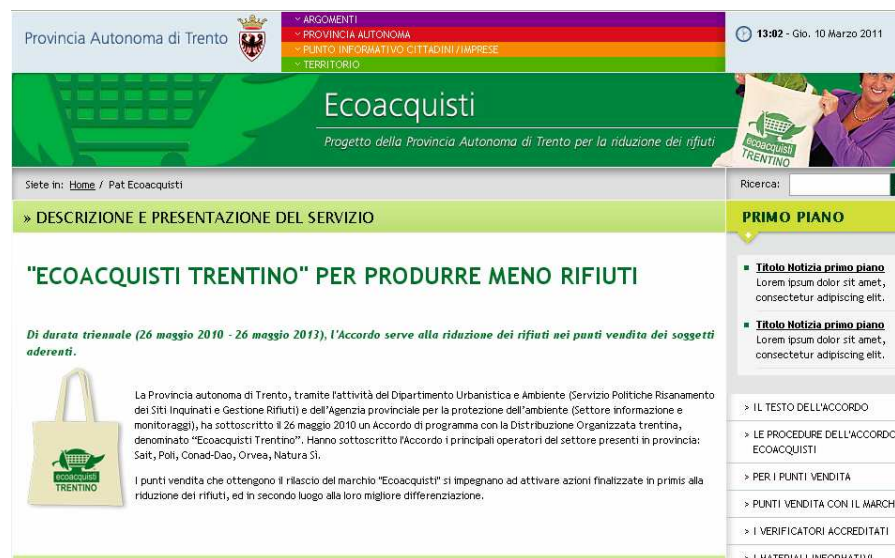 Provincia Autonoma di Trento
ARGOMENTI
PROVINCIA AUTONOMA
PUNTO INFORMATIVO CITTADINI/IMPRESE
TERRITORIO
13:02 - Gio. 10 Marzo 2011
Ecoacquisti
Progetto della Provincia Autonoma di Trento per la riduzione dei rifiuti
ecoacquisti
TRENTINO
Siete in: Home / Pat Ecoacquisti
Ricerca:
» DESCRIZIONE E PRESENTAZIONE DEL SERVIZIO
"ECOACQUISTI TRENTINO" PER PRODURRE MENO RIFIUTI
Di durata triennale (26 maggio 2010 - 26 maggio 2013), l'Accordo serve alla riduzione dei rifiuti nei punti vendita dei soggetti
aderenti.
ecoacquisti
TRENTINO
La Provincia autonoma di Trento, tramite l'attività del Dipartimento Urbanistica e Ambiente (Servizio Politiche Risanamento
dei Siti Inquinati e Gestione Rifiuti) e dell'Agenzia provinciale per la protezione dell'ambiente (Settore informazione e
monitoraggi), ha sottoscritto il 26 maggio 2010 un Accordo di programma con la Distribuzione Organizzata trentina,
denominato "Ecoacquisti Trentino". Hanno sottoscritto l'Accordo i principali operatori del settore presenti in provincia:
Sait, Poli, Conad-Dao, Orvea, Natura Sì.
I punti vendita che ottengono il rilascio del marchio "Ecoacquisti" si impegnano ad attivare azioni finalizzate in primis alla
riduzione dei rifiuti, ed in secondo luogo alla loro migliore differenziazione.
PRIMO PIANO
Titolo Notizia primo piano
Lorem ipsum dolor sit amet,
consectetur adipiscing elit.
Titolo Notizia primo piano
Lorem ipsum dolor sit amet,
consectetur adipiscing elit.
> IL TESTO DELL'ACCORDO
> LE PROCEDURE DELL'ACCORDO
ECOACQUISTI
> PER I PUNTI VENDITA
> PUNTI VENDITA CON IL MARCH
> I VERIFICATORI ACCREDITATI
> I MATERIALI INFORMATIVI